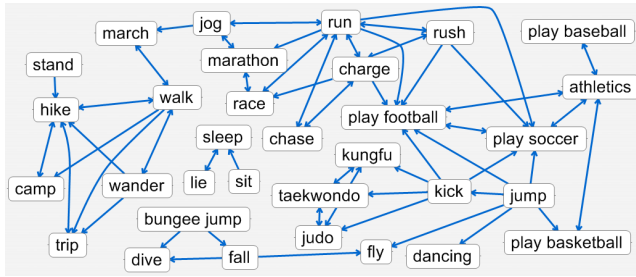 jog
run
march
rush
play baseball
marathon
stand
charge
athletics
walk
race
hike
play football
sleep
chase
play soccer
kungfu
camp
wander
lie
sit
taekwondo
kick
jump
bungee jump
trip
judo
play basketball
dive
fall
fly
dancing